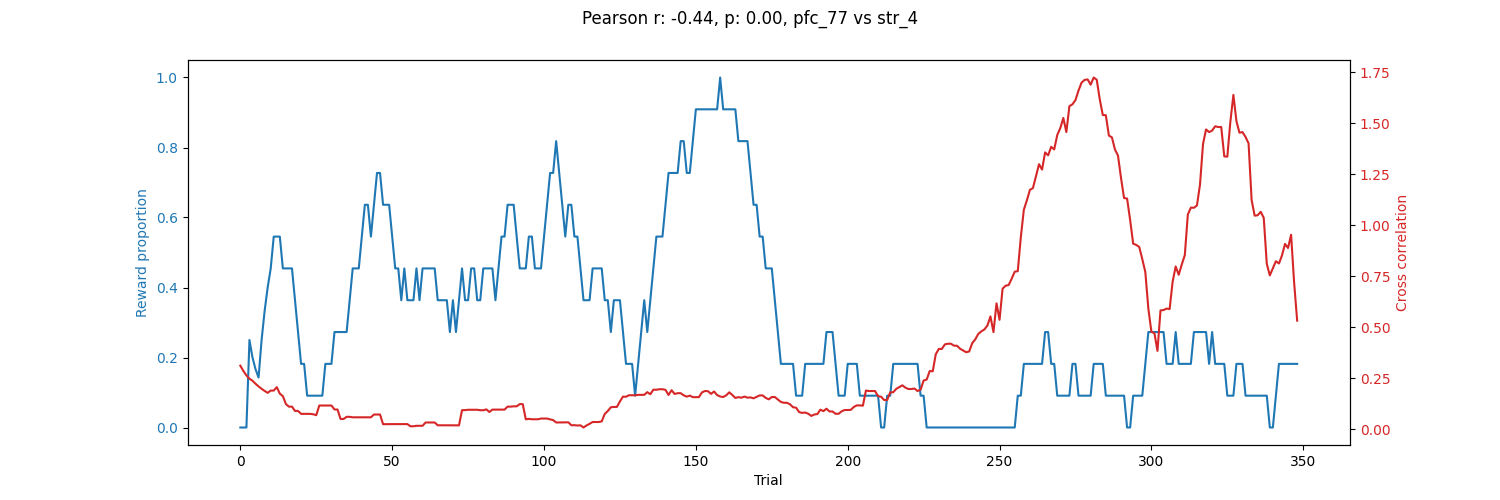 Pearson r: -0.44, p: 0.00, pfc_77 vs str_4
1.0
0.8
0.6
0.4
0.2
0.0
Reward proportion
1.75
1.50
1.25
1.00
0.75
0.50
0.25
0.00
Cross correlation
0 50 100 150 200 250 300 350
Trial